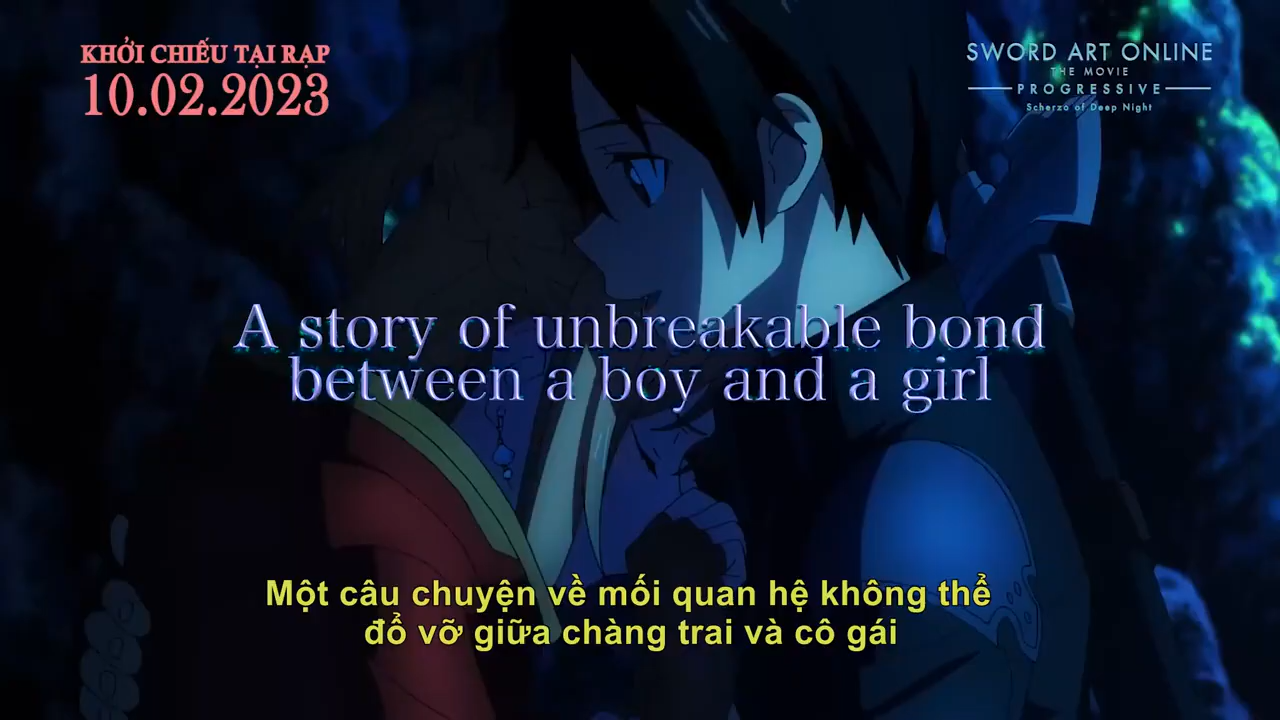 KHỞI CHIẾU TẠI RẠP
10.02.2023
SWORD ART ONLINE
THE MOVIE
PROGRESSIVE
Scherzo of Deep Night
A story of unbreakable bond
between a boy and a girl
Một câu chuyện về mối quan hệ không thể
đổ vỡ giữa chàng trai và cô gái